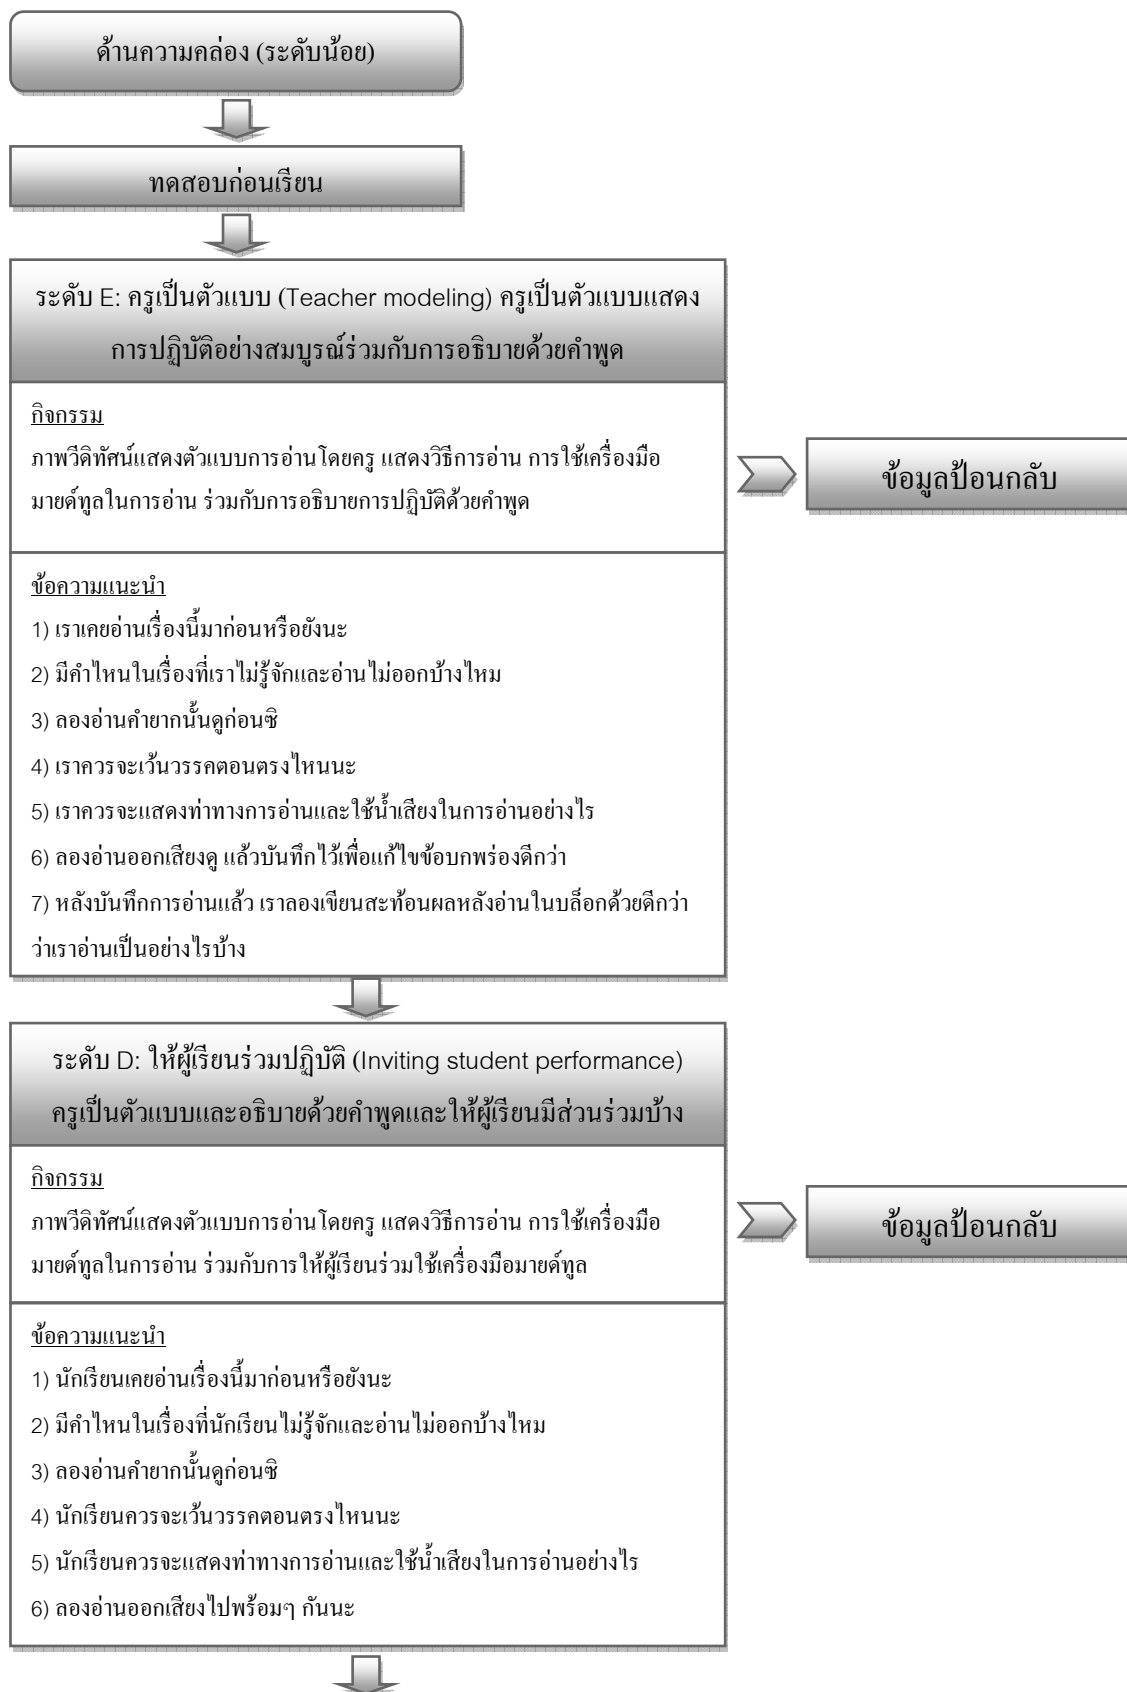 ด้านความคล่อง (ระดับน้อย)
ทดสอบก่อนเรียน
ระดับ E: ครูเป็นตัวแบบ (Teacher modeling) ครูเป็นตัวแบบแสดง
การปฏิบัติอย่างสมบูรณ์ร่วมกับการอธิบายด้วยคำพูด
กิจกรรม
ภาพวีดิทัศน์แสดงตัวแบบการอ่านโดยครู แสดงวิธีการอ่าน การใช้เครื่องมือ
มายด์ทูลในการอ่าน ร่วมกับการอธิบายการปฏิบัติด้วยคำพูด
ข้อมูลป้อนกลับ
ข้อความแนะนำ
1) เราเคยอ่านเรื่องนี้มาก่อนหรือยังนะ
2) มีคำไหนในเรื่องที่เราไม่รู้จักและอ่านไม่ออกบ้างไหม
3) ลองอ่านคำยากนั้นดูก่อนซิ
4) เราควรจะเว้นวรรคตอนตรงไหนนะ
5) เราควรจะแสดงท่าทางการอ่านและใช้น้ำเสียงในการอ่านอย่างไร
6) ลองอ่านออกเสียงดู แล้วบันทึกไว้เพื่อแก้ไขข้อบกพร่องดีกว่า
7) หลังบันทึกการอ่านแล้ว เราลองเขียนสะท้อนผลหลังอ่านในบล็อกด้วยดีกว่า
ว่าเราอ่านเป็นอย่างไรบ้าง
ระดับ D: ให้ผู้เรียนร่วมปฏิบัติ (Inviting student performance)
ครูเป็นตัวแบบและอธิบายด้วยคำพูดและให้ผู้เรียนมีส่วนร่วมบ้าง
กิจกรรม
ภาพวีดิทัศน์แสดงตัวแบบการอ่านโดยครู แสดงวิธีการอ่าน การใช้เครื่องมือ
มายด์ทูลในการอ่าน ร่วมกับการให้ผู้เรียนร่วมใช้เครื่องมือมายด์ทูล
ข้อมูลป้อนกลับ
ข้อความแนะนำ
1) นักเรียนเคยอ่านเรื่องนี้มาก่อนหรือยังนะ
2) มีคำไหนในเรื่องที่นักเรียนไม่รู้จักและอ่านไม่ออกบ้างไหม
3) ลองอ่านคำยากนั้นดูก่อนซิ
4) นักเรียนควรจะเว้นวรรคตอนตรงไหนนะ
5) นักเรียนควรจะแสดงท่าทางการอ่านและใช้น้ำเสียงในการอ่านอย่างไร
6) ลองอ่านออกเสียงไปพร้อมๆ กันนะ